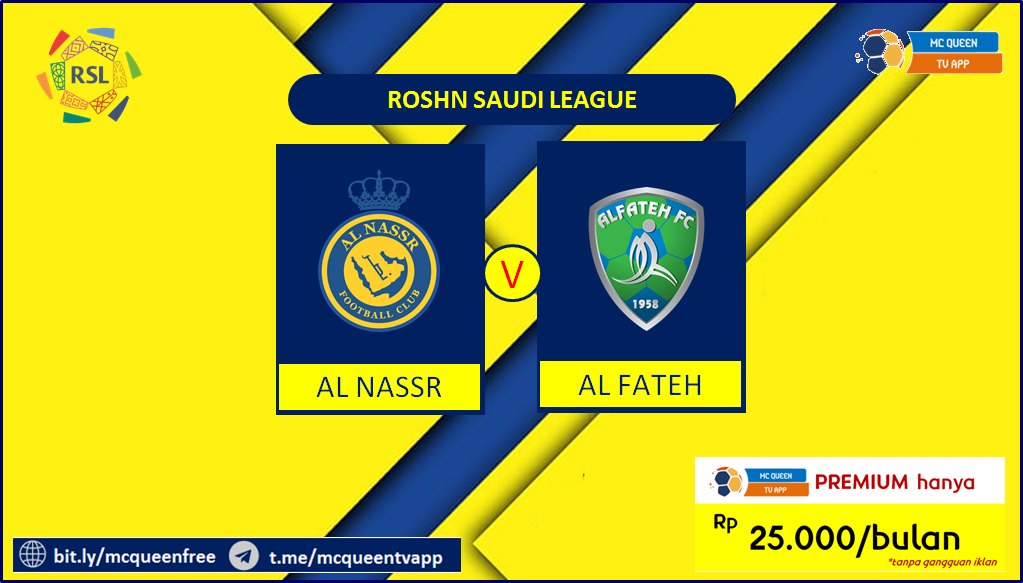 RSL
MC QUEEN
TV APP
ROSHN SAUDI LEAGUE
AL NASSR
FOOTBALL CLUB
ALFATEH FC
1958
V
AL NASSR
AL FATEH
MC QUEEN
TV APP
PREMIUM hanya
Rp 25.000/bulan
*tanpa gangguan iklan
bit.ly/mcqueenfree t.me/mcqueentvapp